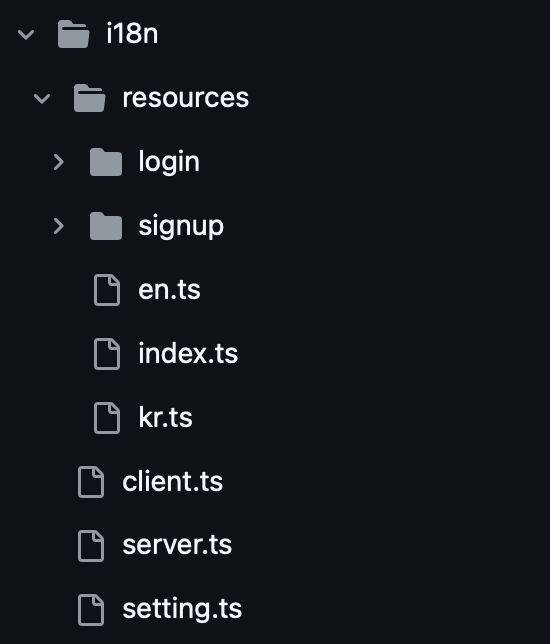 i18n
resources
login
signup
en.ts
index.ts
kr.ts
client.ts
server.ts
setting.ts